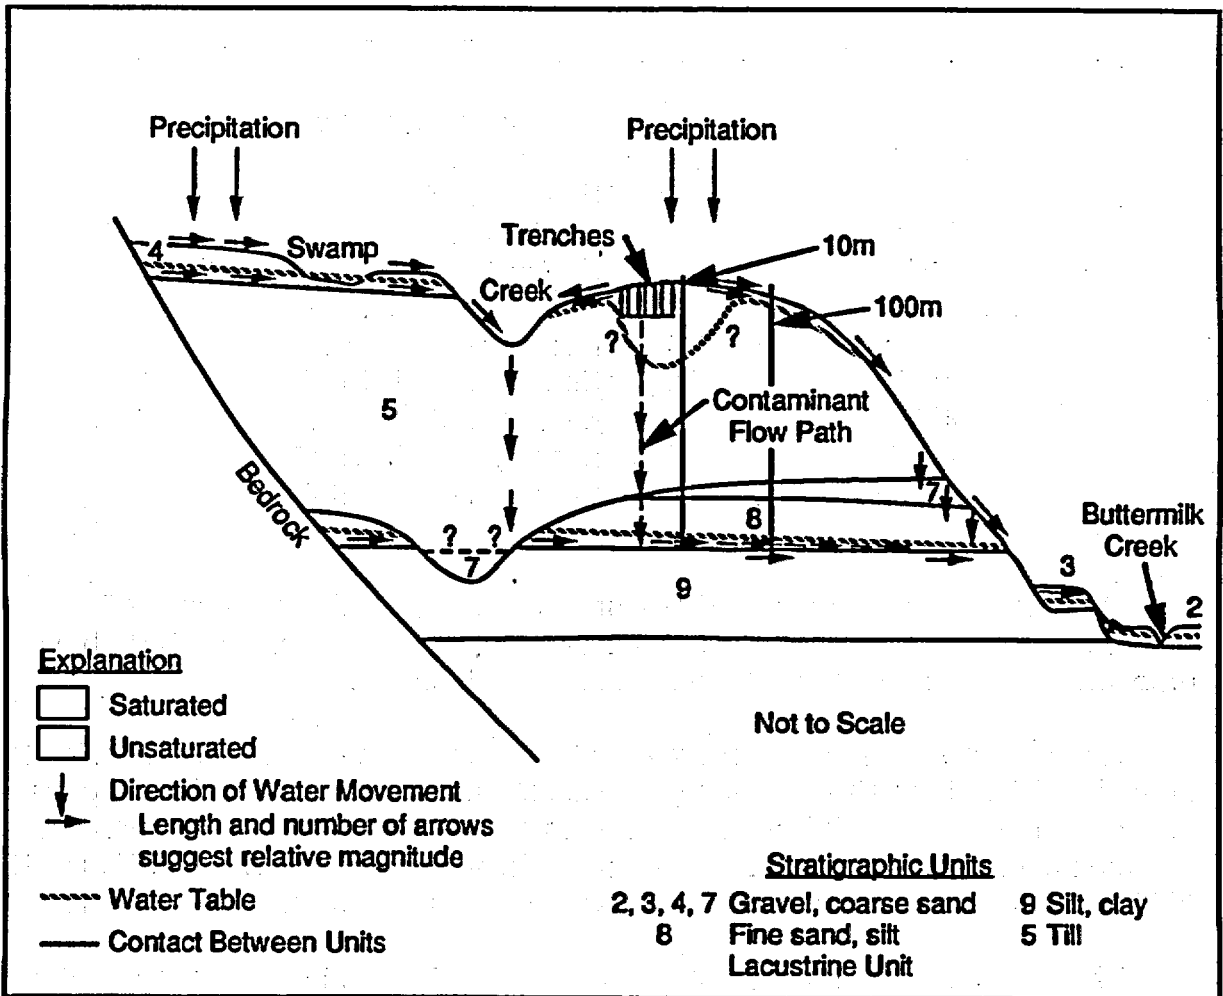 Precipitation
Precipitation
Trenches
10m
4
Swamp
Creek
100m
?
?
5
Contaminant
Flow Path
Bedrock
7
8
Buttermilk
Creek
?
?
7
9
3
2
Explanation
Saturated
Unsaturated
Direction of Water Movement
Length and number of arrows
suggest relative magnitude
Water Table
Contact Between Units
Not to Scale
Stratigraphic Units
2, 3, 4, 7 Gravel, coarse sand
9 Silt, clay
8 Fine sand, silt
5 Till
Lacustrine Unit